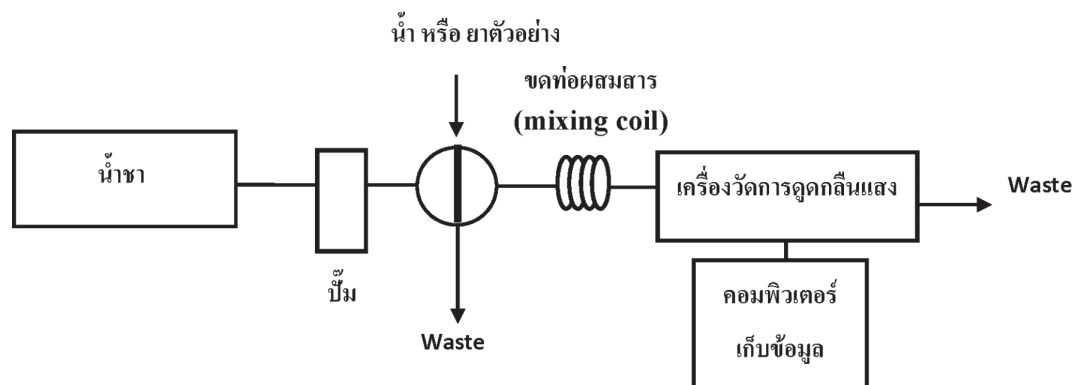 น้ำ หรือ ยาตัวอย่าง
ขดท่อผสมสาร
(mixing coil)
น้ำชา
เครื่องวัดการดูดกลืนแสง
Waste
ปั๊ม
คอมพิวเตอร์
เก็บข้อมูล
Waste